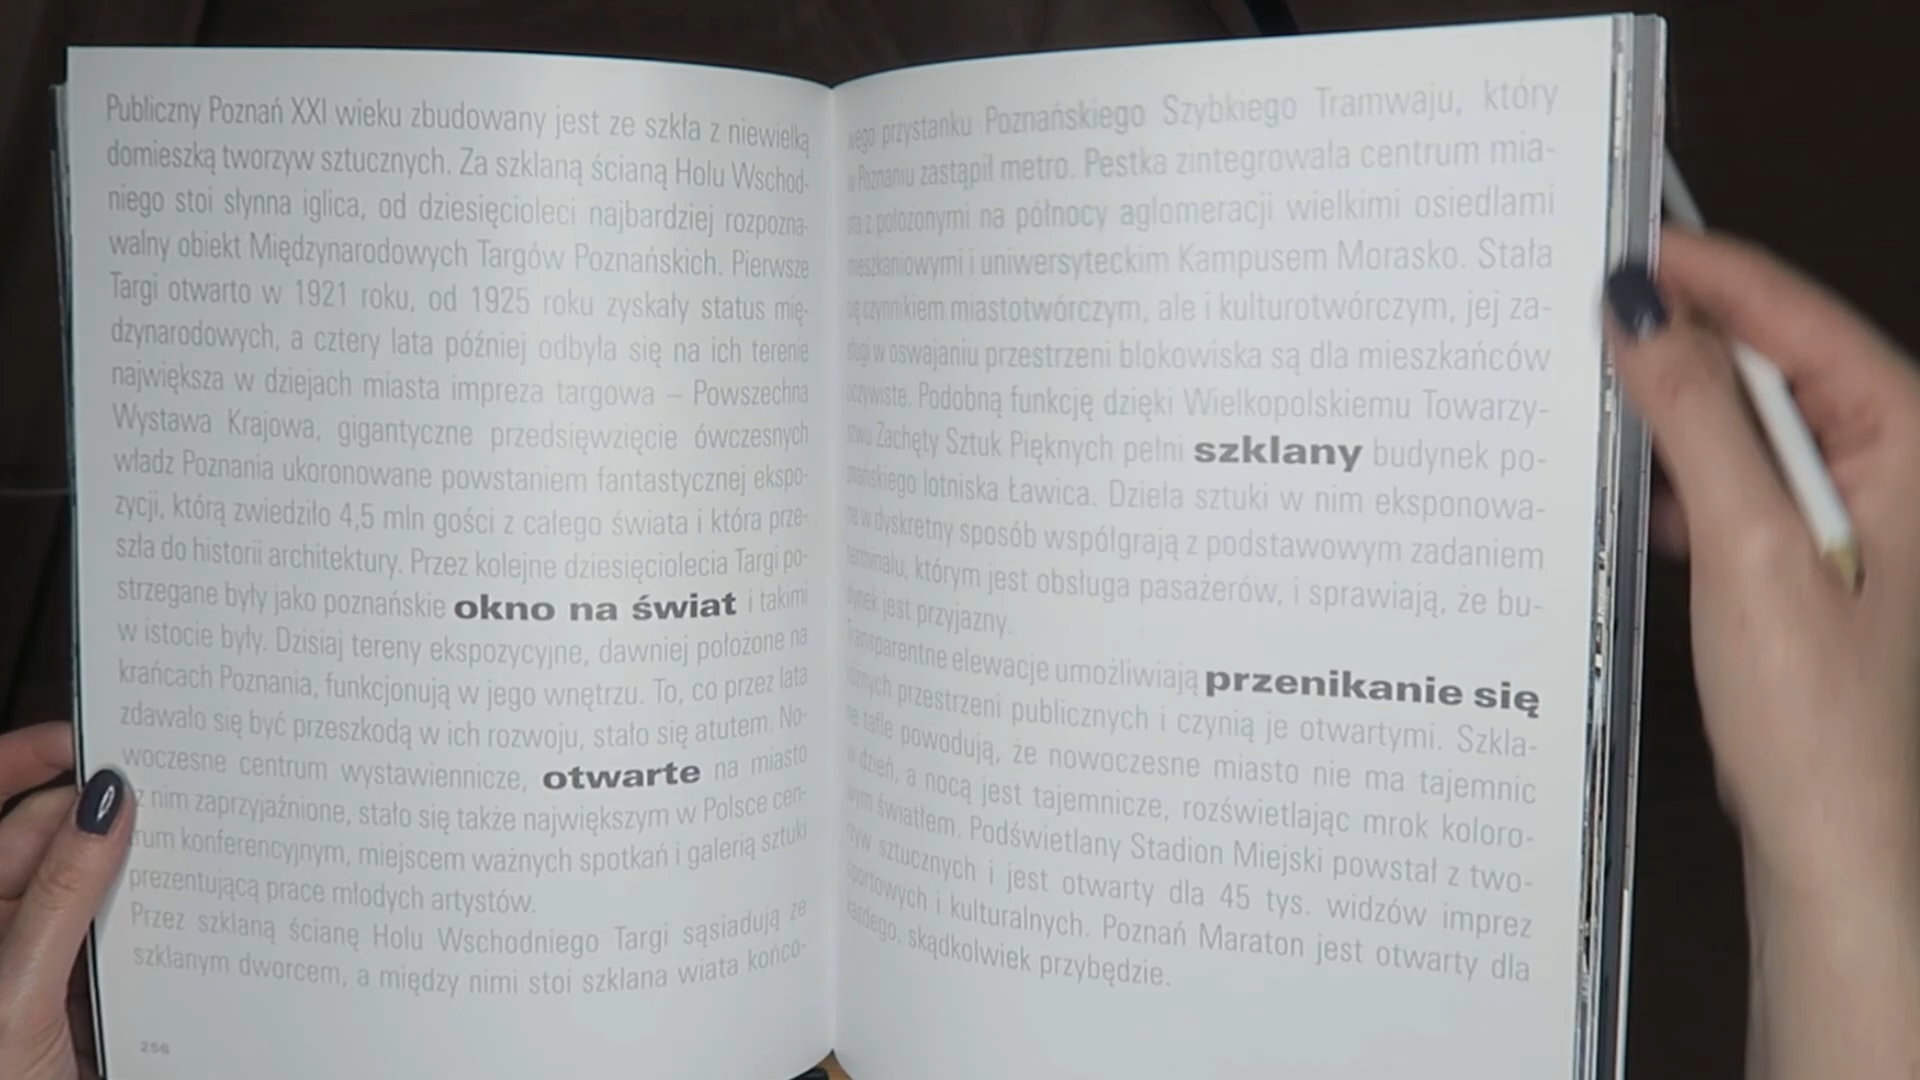 Publiczny Poznań XXI wieku zbudowany jest ze szkła z niewielką
domieszką tworzyw sztucznych. Za szklaną ścianą Holu Wschod-
niego stoi słynna iglica, od dziesięcioleci najbardziej rozpozna-
walny obiekt Międzynarodowych Targów Poznańskich. Pierwsze
Targi otwarto w 1921 roku, od 1925 roku zyskały status mię-
dzynarodowych, a cztery lata później odbyła się na ich terenie
największa w dziejach miasta impreza targowa – Powszechna
Wystawa Krajowa, gigantyczne przedsięwzięcie ówczesnych
władz Poznania ukoronowane powstaniem fantastycznej ekspo-
zycji, którą zwiedziło 4,5 mln gości z całego świata i która prze-
szła do historii architektury. Przez kolejne dziesięciolecia Targi po-
strzegane były jako poznańskie okno na świat i takimi
w istocie były. Dzisiaj tereny ekspozycyjne, dawniej położone na
krańcach Poznania, funkcjonują w jego wnętrzu. To, co przez lata
zdawało się być przeszkodą w ich rozwoju, stało się atutem. No-
woczesne centrum wystawiennicze, otwarte na miasto
z nim zaprzyjaźnione, stało się także największym w Polsce cen-
trum konferencyjnym, miejscem ważnych spotkań i galerią sztuki
prezentującą prace młodych artystów.
Przez szklaną ścianę Holu Wschodniego Targi sąsiadują ze
szklanym dworcem, a między nimi stoi szklana wiata końco-
256
wego przystanku Poznańskiego Szybkiego Tramwaju, który
w Poznaniu zastąpił metro. Pestka zintegrowała centrum mia-
sta z położonymi na północy aglomeracji wielkimi osiedlami
mieszkaniowymi i uniwersyteckim Kampusem Morasko. Stała
się czynnikiem miastotwórczym, ale i kulturotwórczym, jej za-
sługi w oswajaniu przestrzeni blokowiska są dla mieszkańców
oczywiste. Podobną funkcję dzięki Wielkopolskiemu Towarzy-
stwu Zachęty Sztuk Pięknych pełni szklany budynek po-
znańskiego lotniska Ławica. Dzieła sztuki w nim eksponowa-
ne w dyskretny sposób współgrają z podstawowym zadaniem
terminalu, którym jest obsługa pasażerów, i sprawiają, że bu-
dynek jest przyjazny.
Transparentne elewacje umożliwiają przenikanie się
różnych przestrzeni publicznych i czynią je otwartymi. Szkla-
ne tafle powodują, że nowoczesne miasto nie ma tajemnic
w dzień, a nocą jest tajemnicze, rozświetlając mrok koloro-
wym światłem. Podświetlany Stadion Miejski powstał z two-
rzyw sztucznych i jest otwarty dla 45 tys. widzów imprez
sportowych i kulturalnych. Poznań Maraton jest otwarty dla
każdego, skądkolwiek przybędzie.